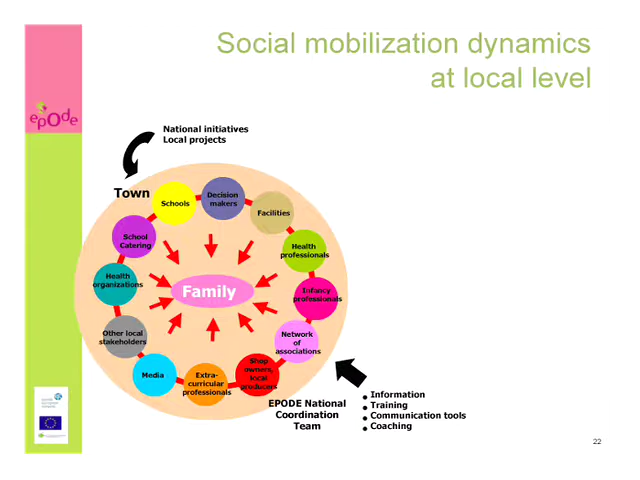 Social mobilization dynamics
at local level
epOde
National initiatives
Local projects
Town
Schools
Decision
makers
Facilities
School
Catering
Health
professionals
Health
organizations
Family
Infancy
professionals
Other local
stakeholders
Network
of
associations
Media
Extra-
curricular
professionals
Shop
owners,
local
producers
EPODE National
Coordination
Team
• Information
• Training
• Communication tools
• Coaching
22